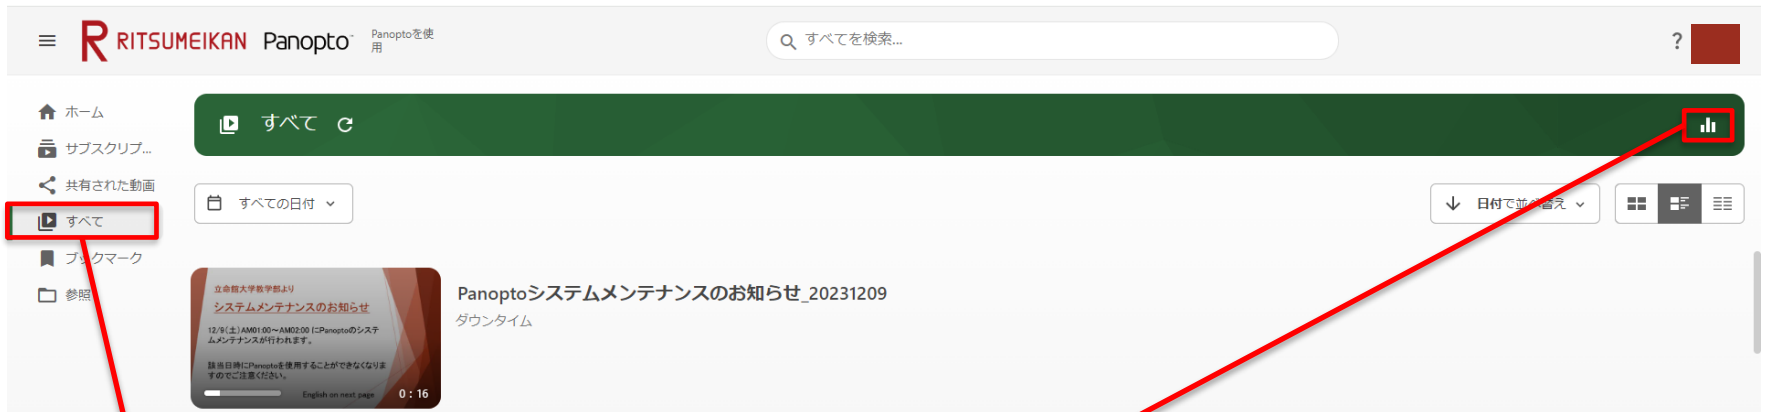 RITSUMEIKAN Panopto Panoptoを使用
すべてを検索...
?
ホーム
サブスクリプ...
共有された動画
すべて
ブックマーク
参照
すべて
すべての日付
日付で並べ替え
立命館大学教学部より
システムメンテナンスのお知らせ
12/9(土)AM01:00~AM02:00 にPanoptoのシステ
ムメンテナンスが行われます。
該当日時にPanoptoを使用することができなくなりま
すのでご注意ください。
English on next page
0:16
Panoptoシステムメンテナンスのお知らせ_20231209
ダウンタイム